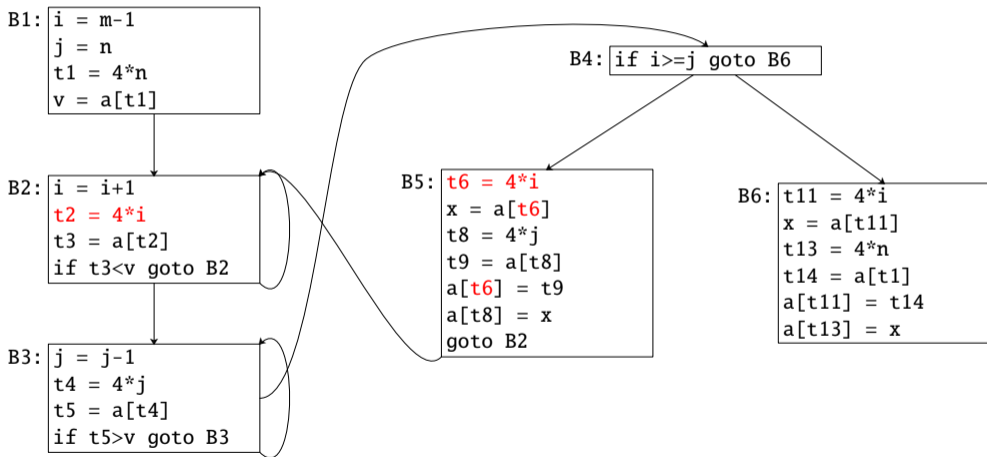 B1: i = m-1
j = n
t1 = 4*n
v = a[t1]
B2: i = i+1
t2 = 4*i
t3 = a[t2]
if t3<v goto B2
B3: j = j-1
t4 = 4*j
t5 = a[t4]
if t5>v goto B3
B4: if i>=j goto B6
B5: t6 = 4*i
x = a[t6]
t8 = 4*j
t9 = a[t8]
a[t6] = t9
a[t8] = x
goto B2
B6: t11 = 4*i
x = a[t11]
t13 = 4*n
t14 = a[t1]
a[t11] = t14
a[t13] = x